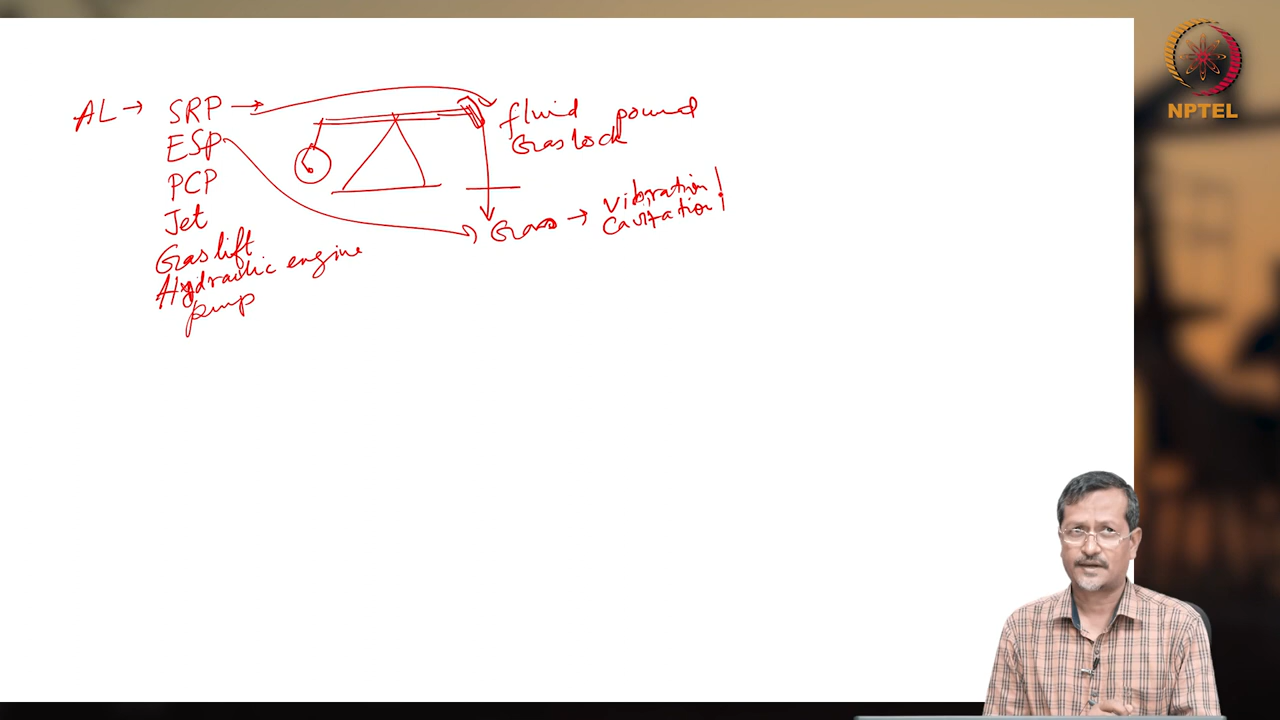 AL → SRP →
ESP
PCP
Jet
Gas lift
Hydraulic engine
pump
fluid pound
Gas lock
Gas → vibration!
Cavitation!
NPTEL